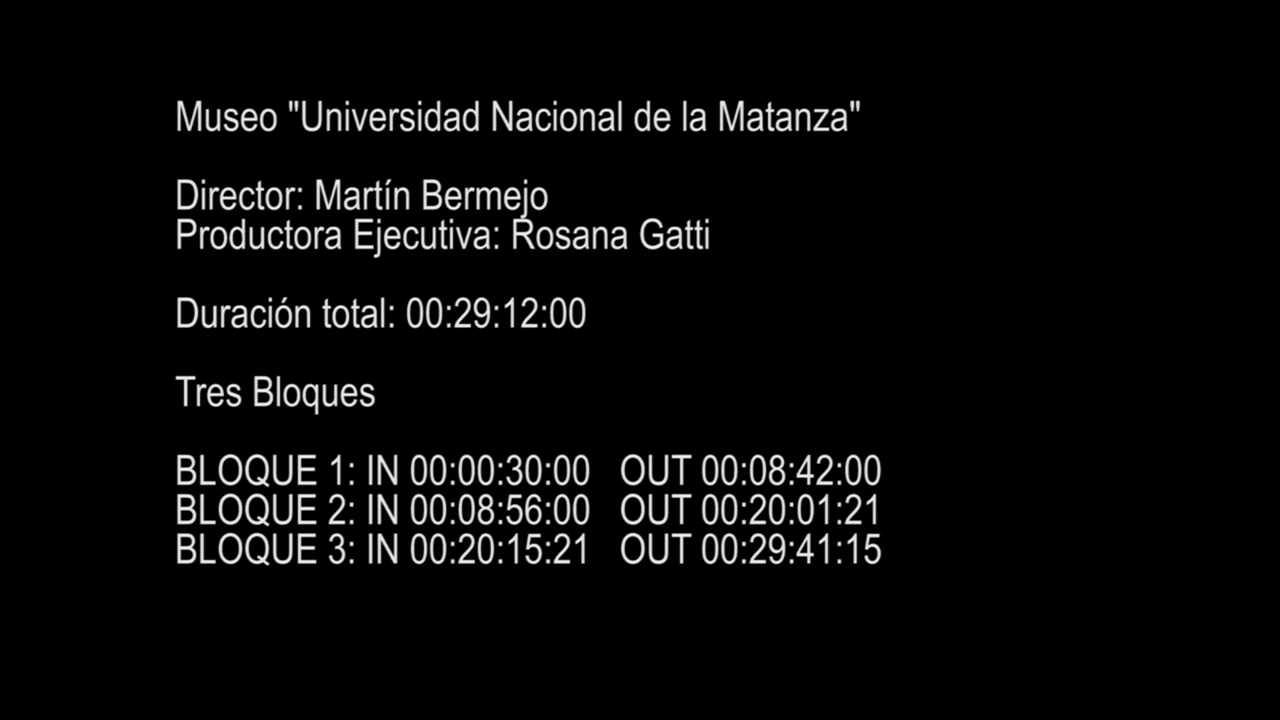 Museo "Universidad Nacional de la Matanza"
Director: Martín Bermejo
Productora Ejecutiva: Rosana Gatti
Duración total: 00:29:12:00
Tres Bloques
BLOQUE 1: IN 00:00:30:00 OUT 00:08:42:00
BLOQUE 2: IN 00:08:56:00 OUT 00:20:01:21
BLOQUE 3: IN 00:20:15:21 OUT 00:29:41:15